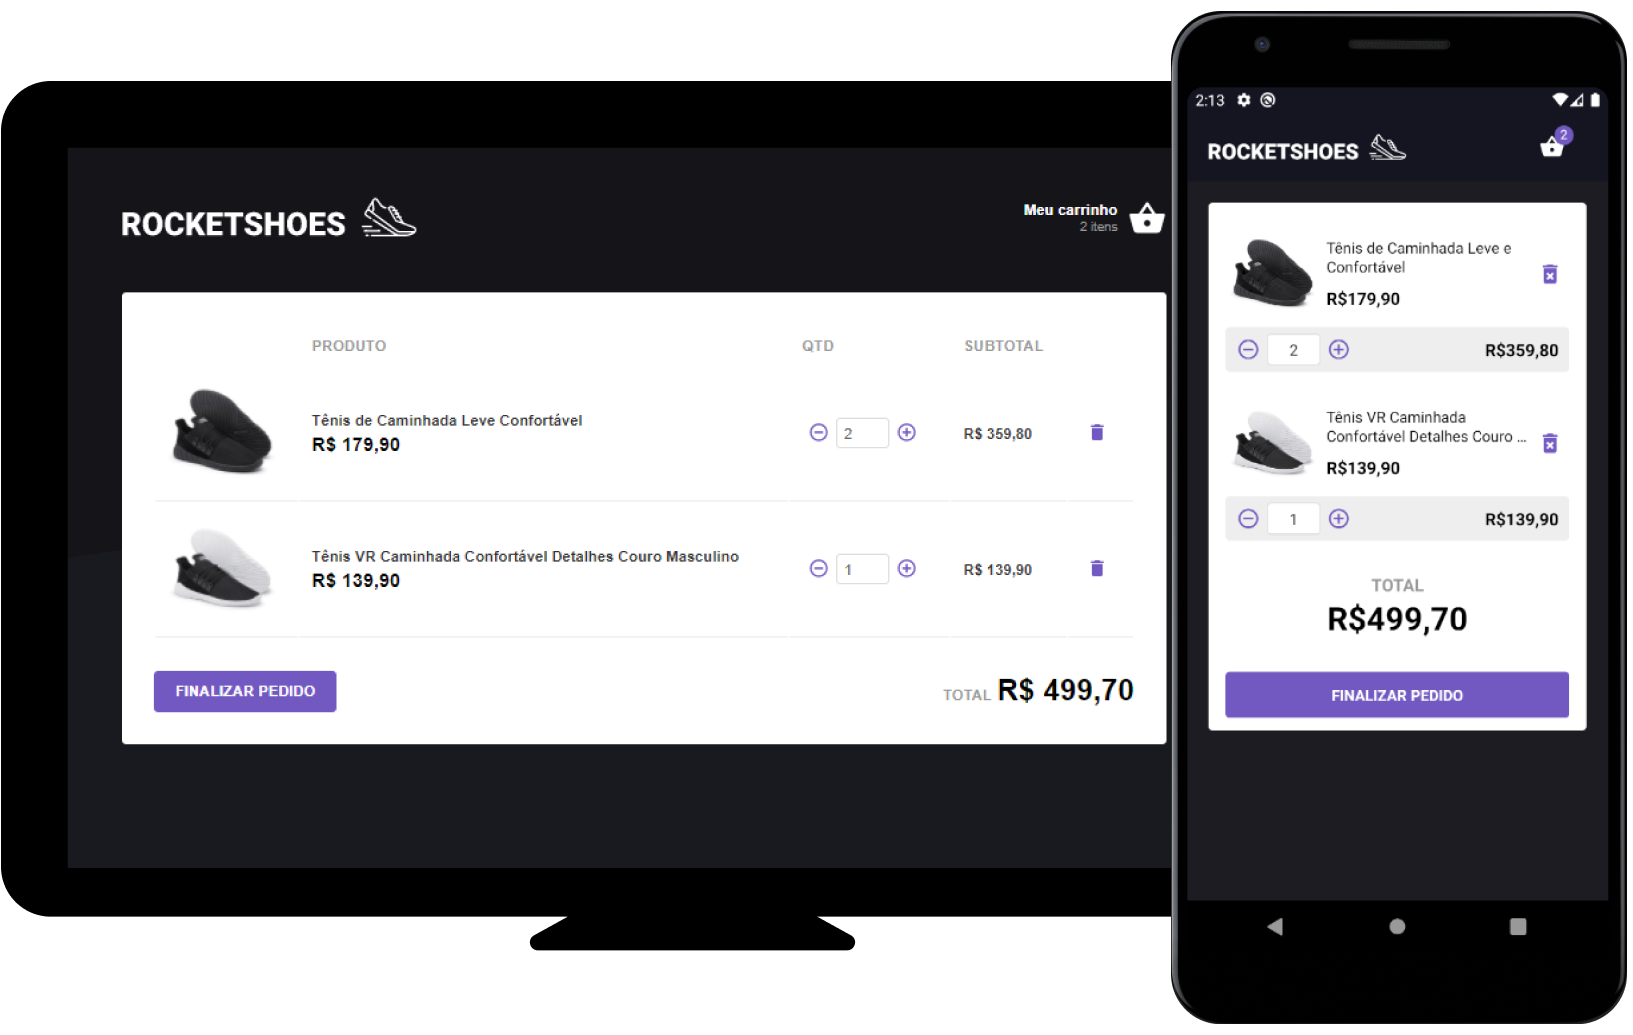 ROCKETSHOES
Meu carrinho
2 itens
PRODUTO QTD SUBTOTAL
Tênis de Caminhada Leve Confortável
R$ 179,90
2
R$ 359,80
Tênis VR Caminhada Confortável Detalhes Couro Masculino
R$ 139,90
1
R$ 139,90
FINALIZAR PEDIDO
TOTAL R$ 499,70
2:13
ROCKETSHOES
2
Tênis de Caminhada Leve e
Confortável
R$179,90
2
R$359,80
Tênis VR Caminhada
Confortável Detalhes Couro ...
R$139,90
1
R$139,90
TOTAL
R$499,70
FINALIZAR PEDIDO